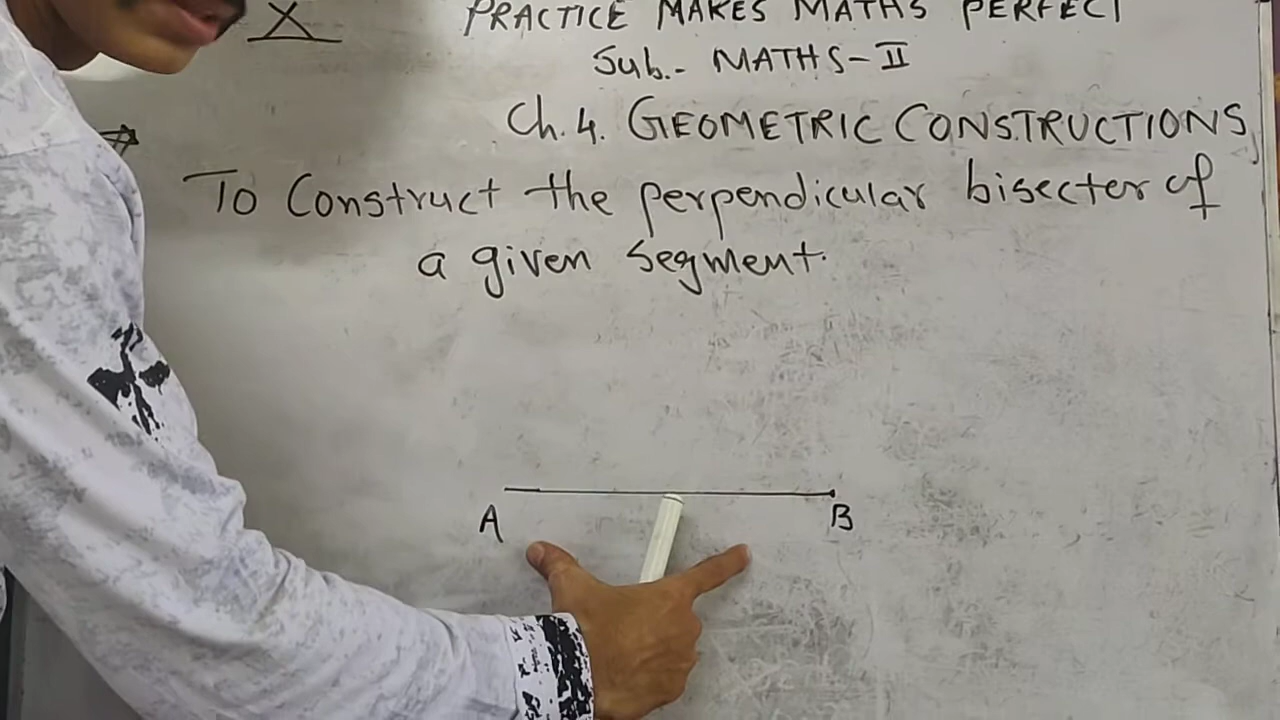 X
PRACTICE MAKES MATHS PERFECT
Sub.- MATHS-II
Ch.4. GEOMETRIC CONSTRUCTIONS
To Construct the perpendicular bisecter of
a given segment.
A B